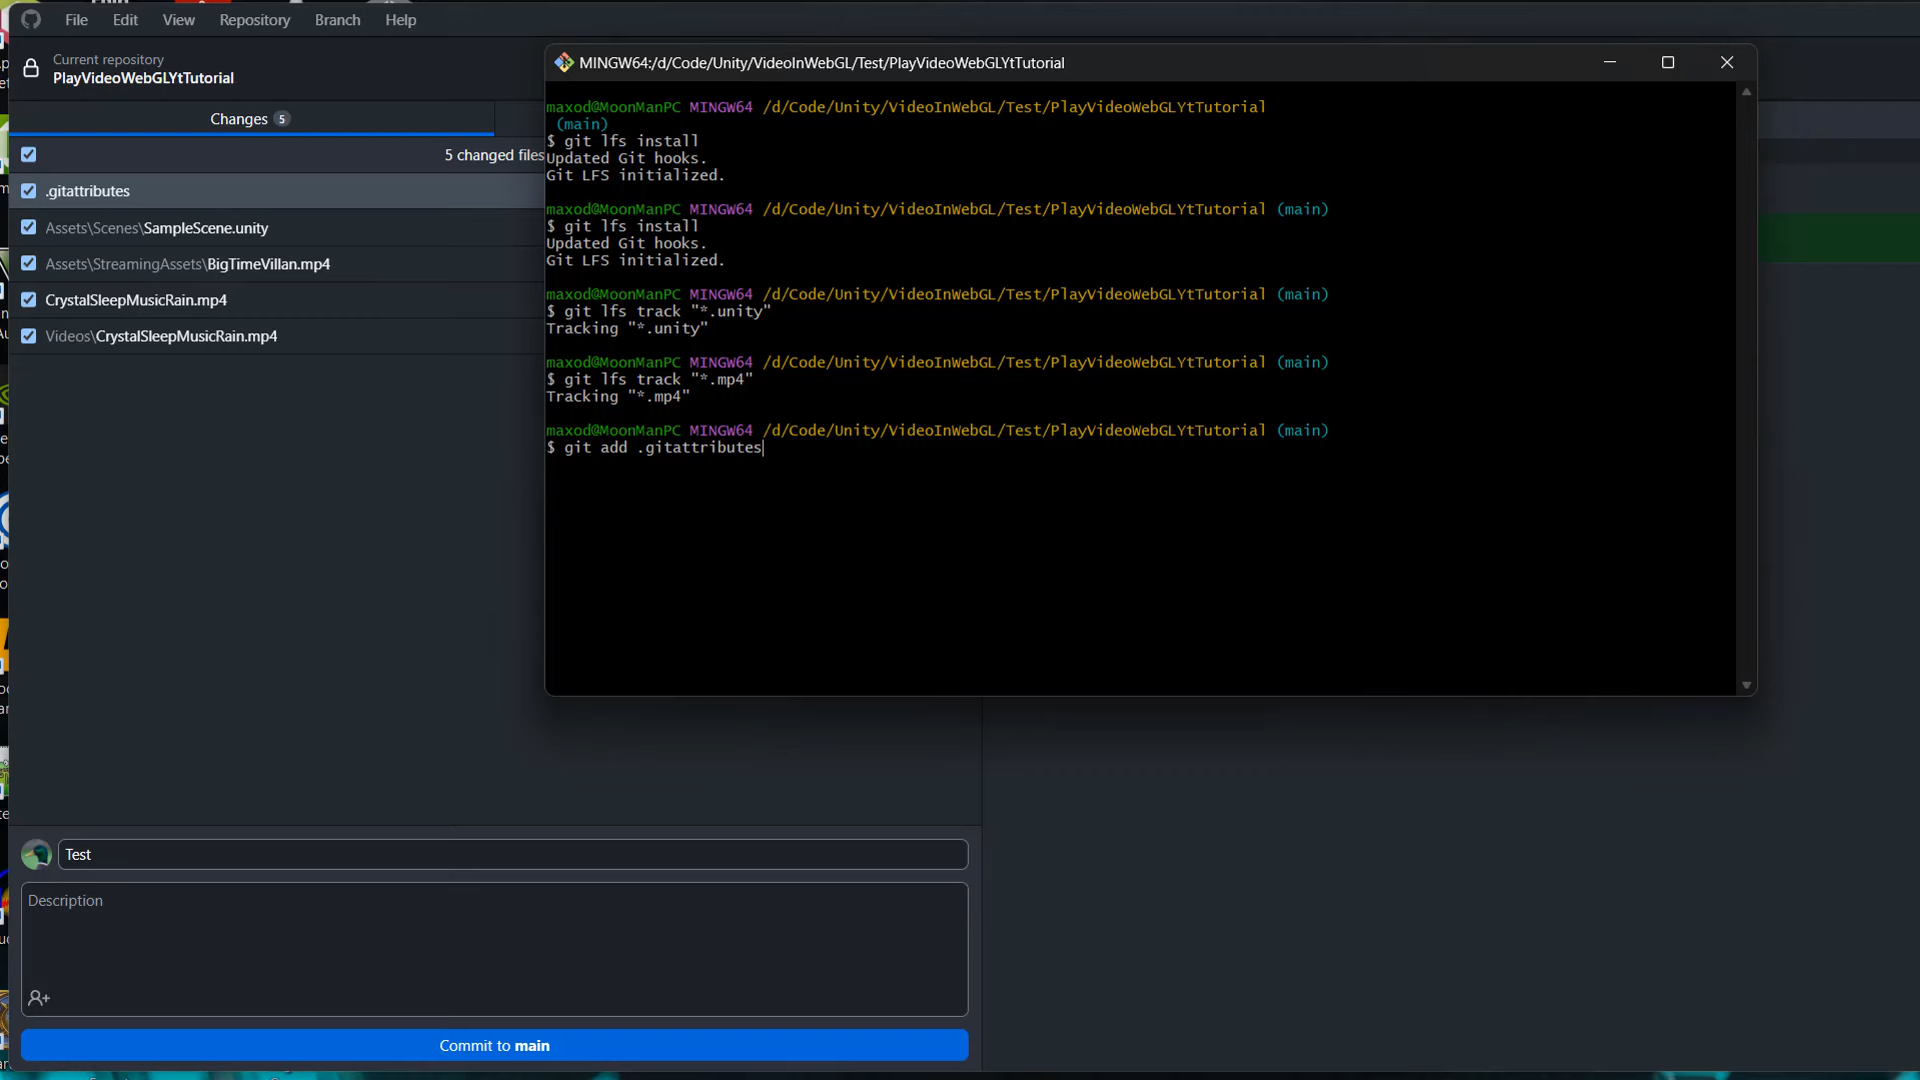 File Edit View Repository Branch Help
Current repository
PlayVideoWebGLYtTutorial
Changes 5
5 changed files
.gitattributes
Assets\Scenes\SampleScene.unity
Assets\StreamingAssets\BigTimeVillan.mp4
CrystalSleepMusicRain.mp4
Videos\CrystalSleepMusicRain.mp4
MINGW64:/d/Code/Unity/VideoInWebGL/Test/PlayVideoWebGLYtTutorial
maxod@MoonManPC MINGW64 /d/Code/Unity/VideoInWebGL/Test/PlayVideoWebGLYtTutorial
(main)
$ git lfs install
Updated Git hooks.
Git LFS initialized.
maxod@MoonManPC MINGW64 /d/Code/Unity/VideoInWebGL/Test/PlayVideoWebGLYtTutorial (main)
$ git lfs install
Updated Git hooks.
Git LFS initialized.
maxod@MoonManPC MINGW64 /d/Code/Unity/VideoInWebGL/Test/PlayVideoWebGLYtTutorial (main)
$ git lfs track "*.unity"
Tracking "*.unity"
maxod@MoonManPC MINGW64 /d/Code/Unity/VideoInWebGL/Test/PlayVideoWebGLYtTutorial (main)
$ git lfs track "*.mp4"
Tracking "*.mp4"
maxod@MoonManPC MINGW64 /d/Code/Unity/VideoInWebGL/Test/PlayVideoWebGLYtTutorial (main)
$ git add .gitattributes
Test
Description
Commit to main